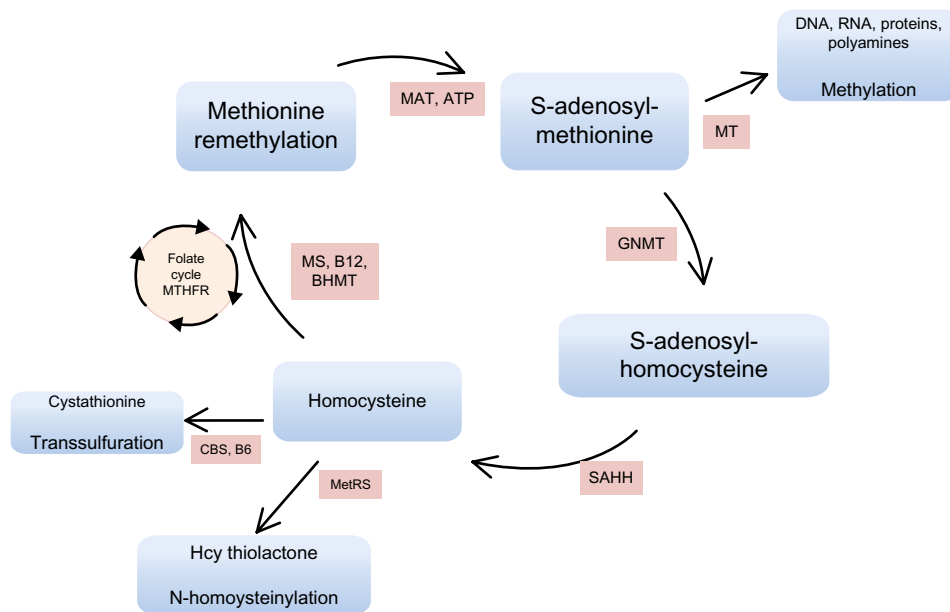 DNA, RNA, proteins,
polyamines
Methylation
MAT, ATP
Methionine
remethylation
S-adenosyl-
methionine
MT
GNMT
Folate
cycle
MTHFR
MS, B12,
BHMT
S-adenosyl-
homocysteine
Cystathionine
Transsulfuration
Homocysteine
CBS, B6
MetRS
SAHH
Hcy thiolactone
N-homoysteinylation